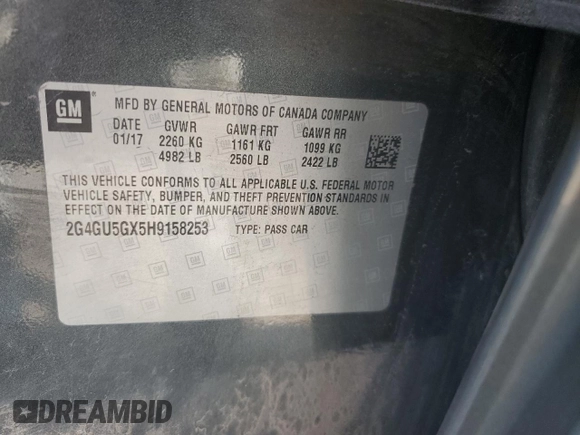 GM
MFD BY GENERAL MOTORS OF CANADA COMPANY
DATE GVWR GAWR FRT GAWR RR
01/17 2260 KG 1161 KG 1099 KG
4982 LB 2560 LB 2422 LB
THIS VEHICLE CONFORMS TO ALL APPLICABLE U.S. FEDERAL MOTOR
VEHICLE SAFETY, BUMPER, AND THEFT PREVENTION STANDARDS IN
EFFECT ON THE DATE OF MANUFACTURE SHOWN ABOVE.
2G4GU5GX5H9158253 TYPE: PASS CAR
DREAMBID